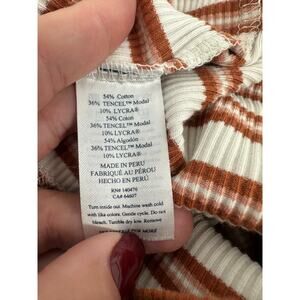 54% Cotton
36% TENCEL™ Modal
10% LYCRA®
54% Coton
36% TENCEL™ Modal
10% LYCRA®
54% Algodón
36% TENCEL™ Modal
10% LYCRA®
MADE IN PERU
FABRIQUÉ AU PÉROU
HECHO EN PERÚ
RN# 140476
CA# 64607
Turn inside out. Machine wash cold
with like colors. Gentle cycle. Do not
bleach. Tumble dry low. Remove
MORE